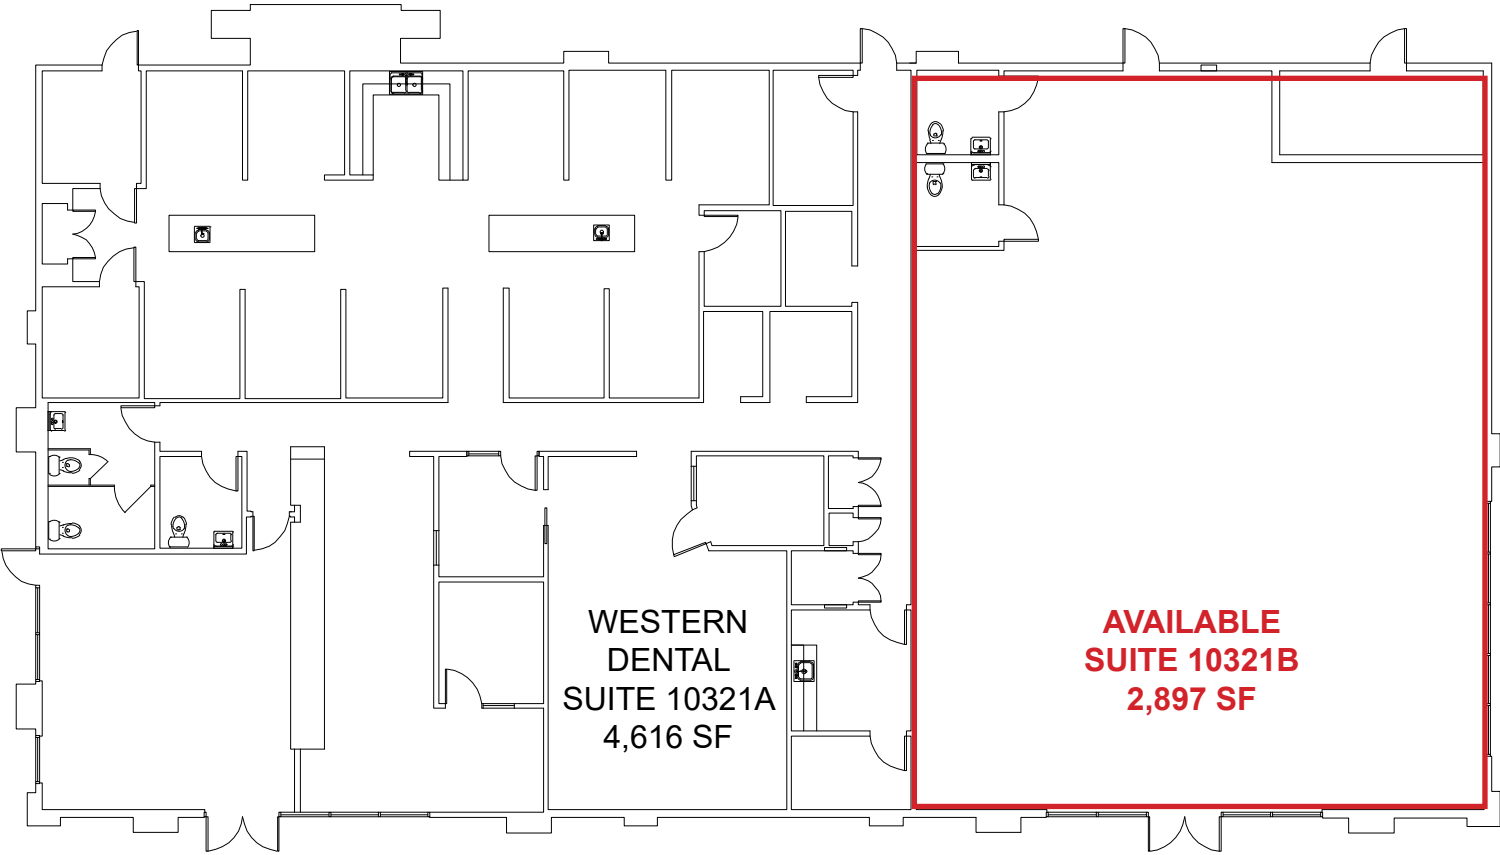 WESTERN
DENTAL
SUITE 10321A
4,616 SF
AVAILABLE
SUITE 10321B
2,897 SF